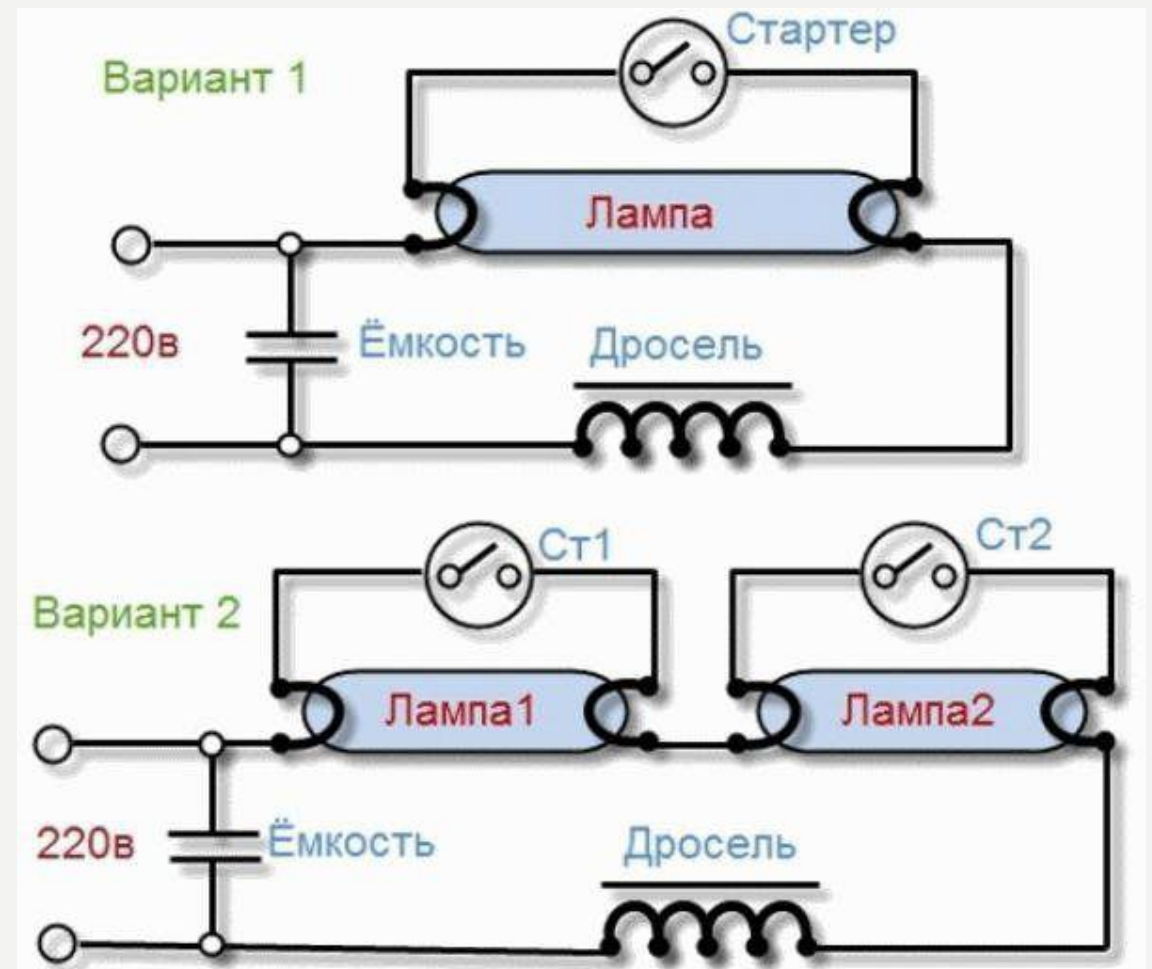 Стартер
Вариант 1
Лампа
220в
Ёмкость
Дросель
Ст1
Ст2
Вариант 2
Лампа1
Лампа2
220в
Ёмкость
Дросель